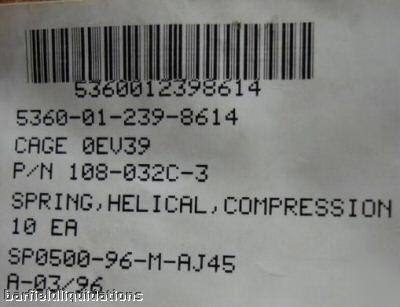 5360012398614
5360-01-239-8614
CAGE 0EV39
P/N 108-032C-3
SPRING,HELICAL,COMPRESSION
10 EA
SP0500-96-M-AJ45
A-03/96
barfieldliquidations